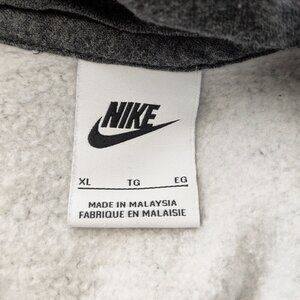 NIKE
XL TG EG
MADE IN MALAYSIA
FABRIQUE EN MALAISIE